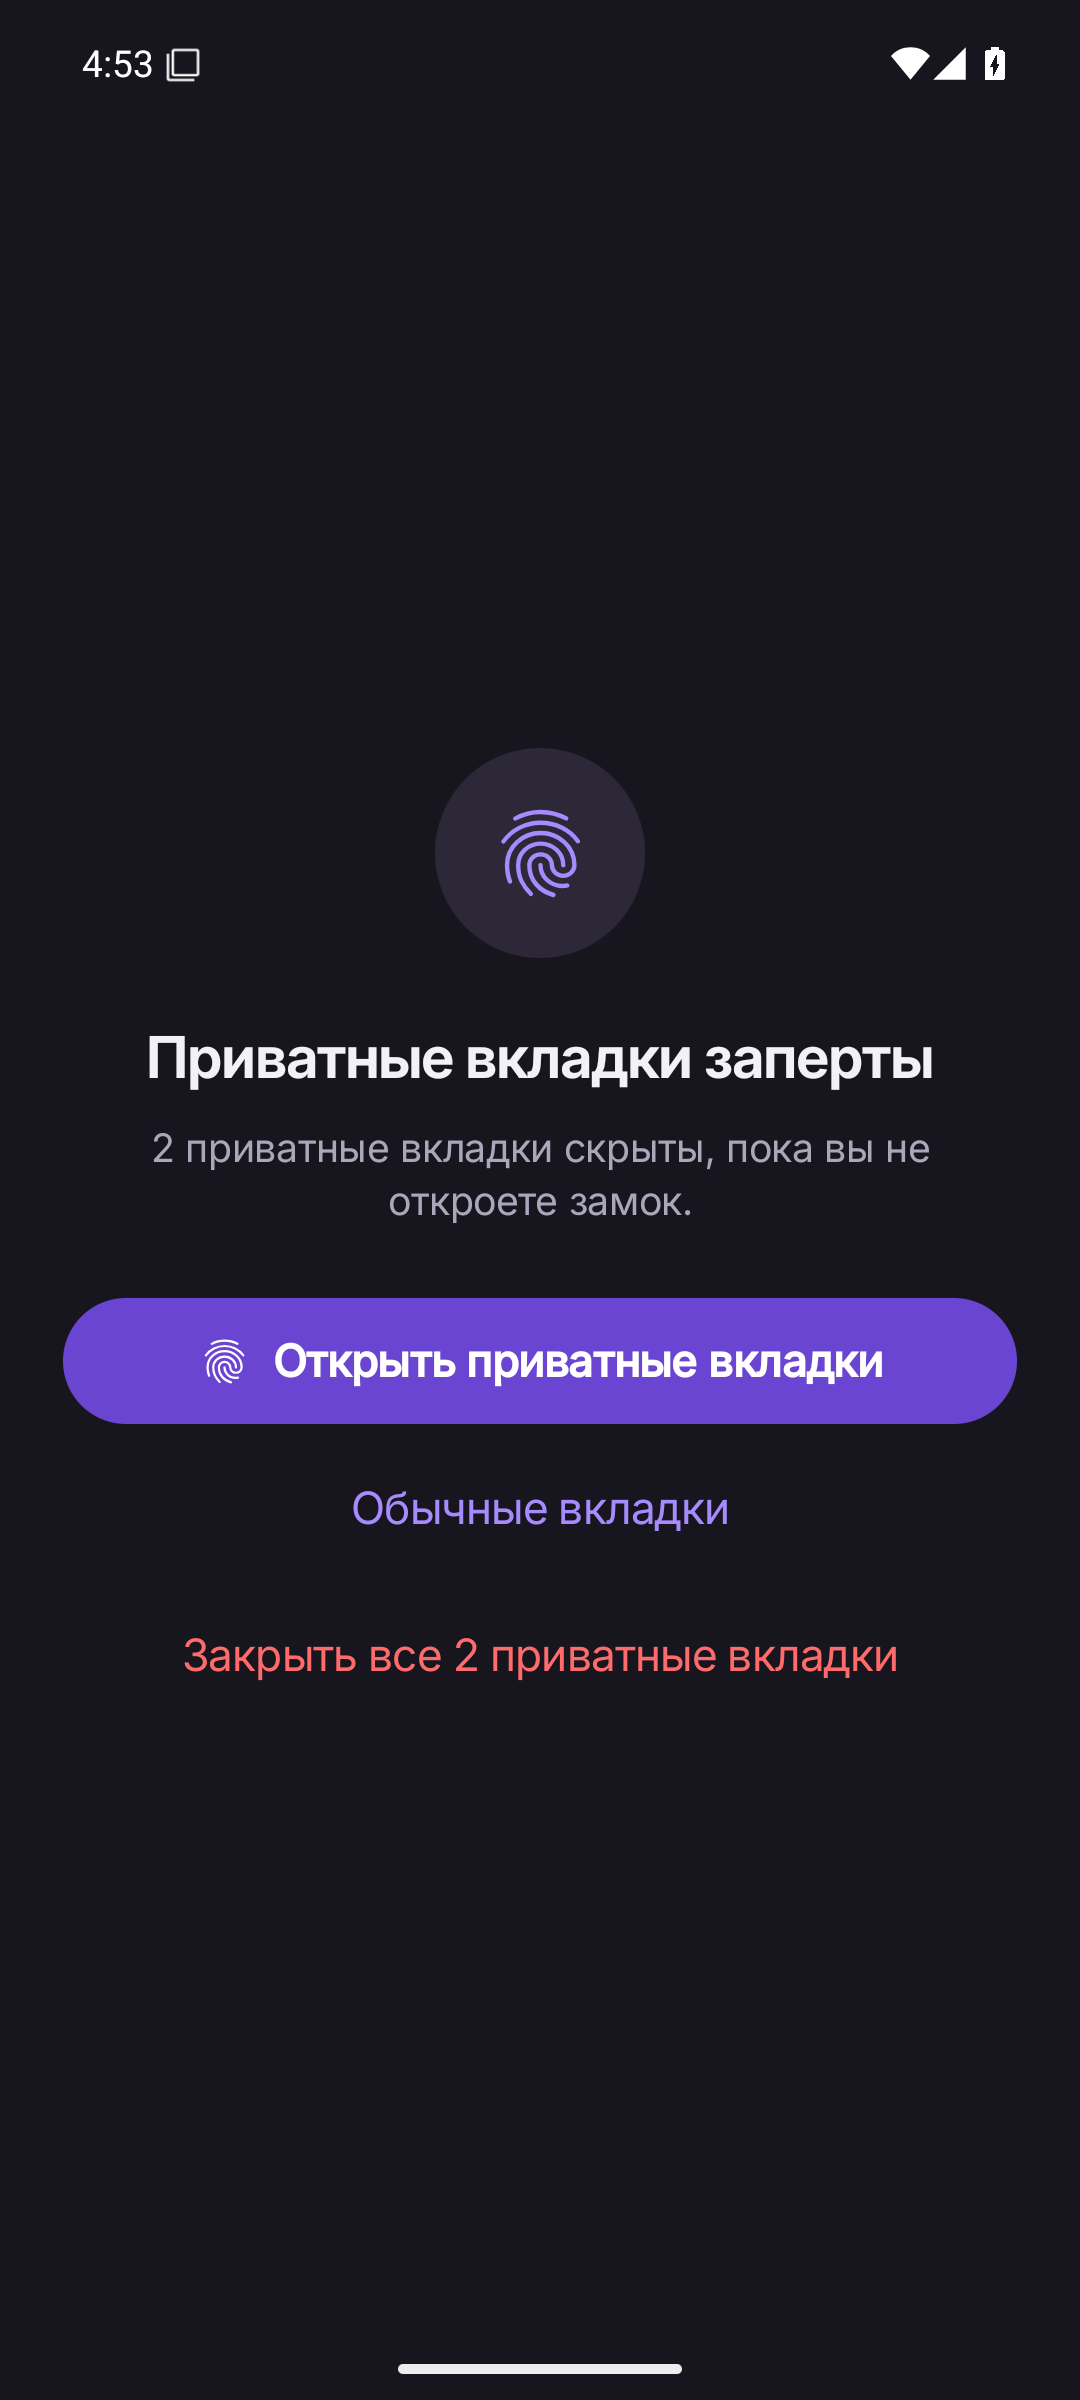 4:53
Приватные вкладки заперты
2 приватные вкладки скрыты, пока вы не
откроете замок.
Открыть приватные вкладки
Обычные вкладки
Закрыть все 2 приватные вкладки